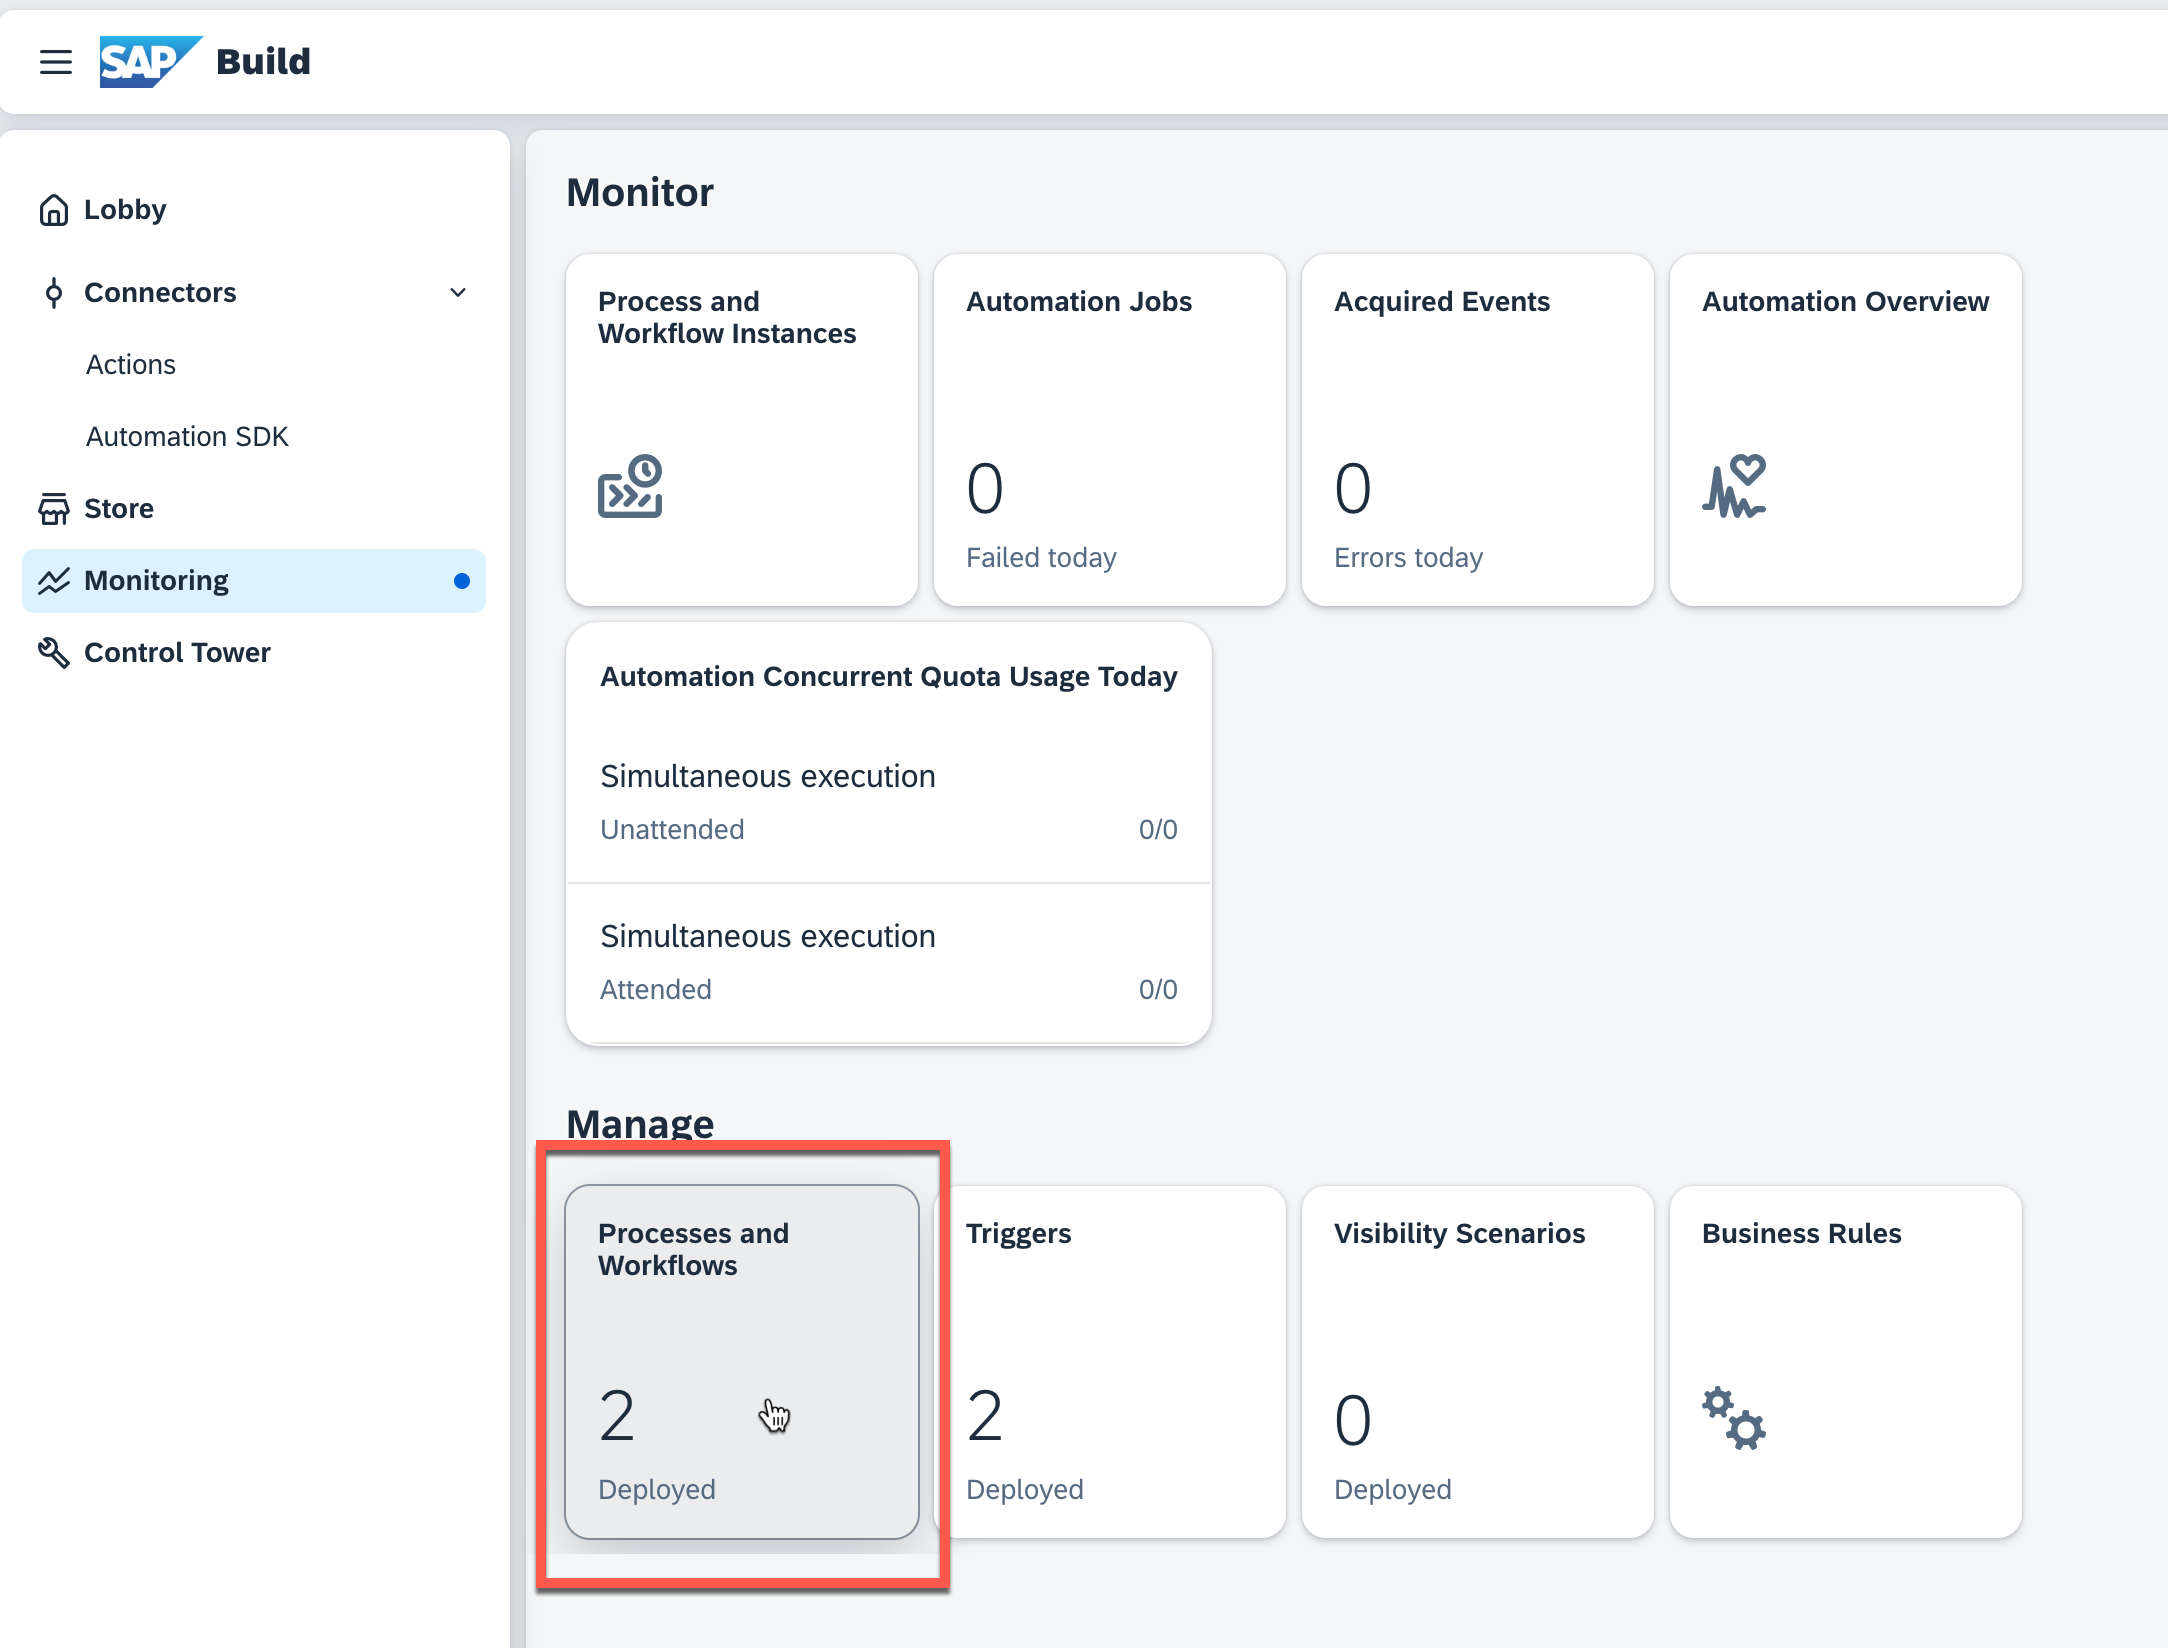 SAP Build
Lobby
Connectors
Actions
Automation SDK
Store
Monitoring
Control Tower
Monitor
Process and
Workflow Instances
Automation Jobs
0
Failed today
Acquired Events
0
Errors today
Automation Overview
Automation Concurrent Quota Usage Today
Simultaneous execution
Unattended 0/0
Simultaneous execution
Attended 0/0
Manage
Processes and
Workflows
2
Deployed
Triggers
2
Deployed
Visibility Scenarios
0
Deployed
Business Rules